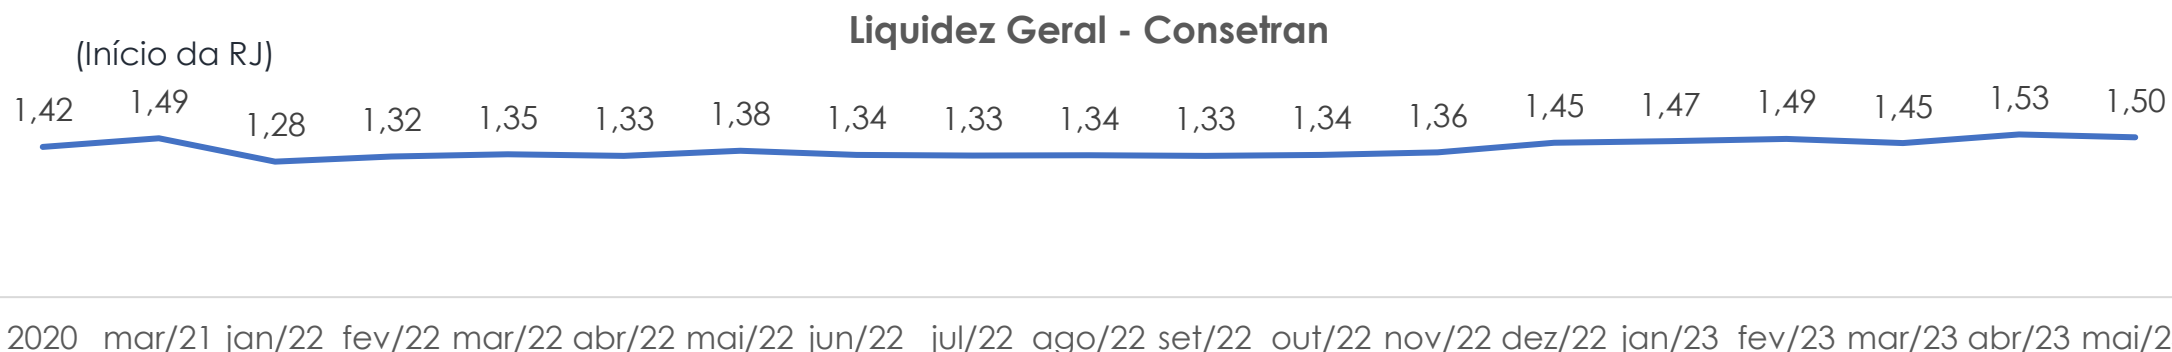 Liquidez Geral - Consetran
(Início da RJ)
1,42 1,49 1,28 1,32 1,35 1,33 1,38 1,34 1,33 1,34 1,33 1,34 1,36 1,45 1,47 1,49 1,45 1,53 1,50
2020 mar/21 jan/22 fev/22 mar/22 abr/22 mai/22 jun/22 jul/22 ago/22 set/22 out/22 nov/22 dez/22 jan/23 fev/23 mar/23 abr/23 mai/2